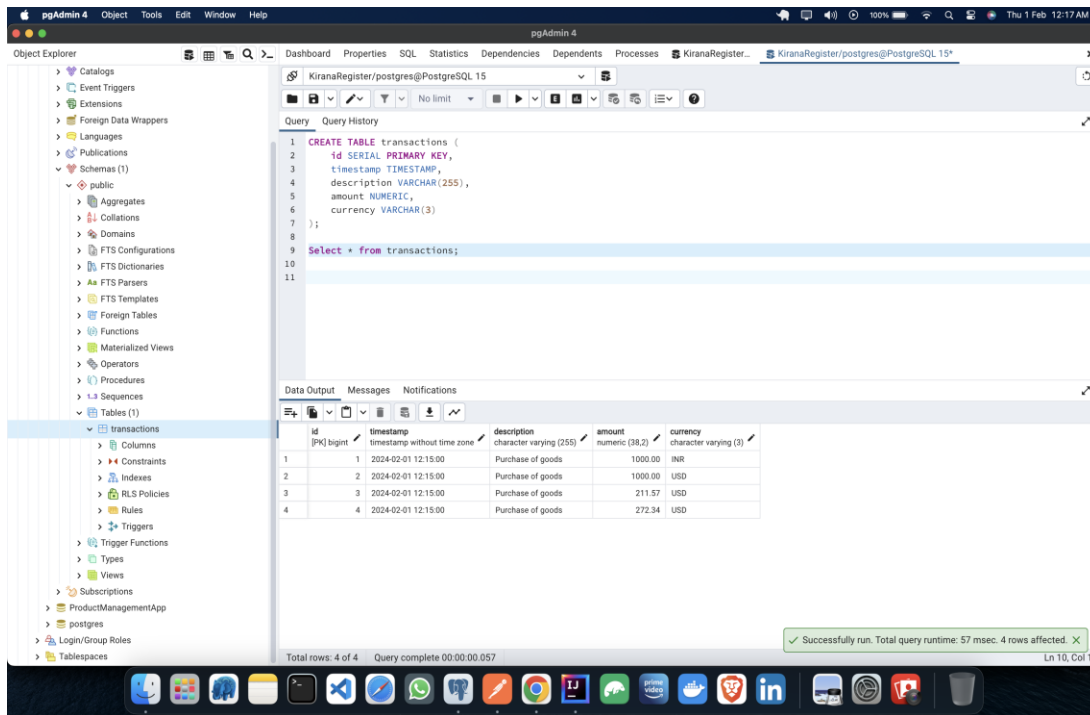 pgAdmin 4 Object Tools Edit Window Help 100% Thu 1 Feb 12:17 AM
pgAdmin 4
Object Explorer
Dashboard Properties SQL Statistics Dependencies Dependents Processes KiranaRegister... KiranaRegister/postgres@PostgreSQL 15*
Catalogs
Event Triggers
Extensions
Foreign Data Wrappers
Languages
Publications
Schemas (1)
public
Aggregates
Collations
Domains
FTS Configurations
FTS Dictionaries
Aa FTS Parsers
FTS Templates
Foreign Tables
Functions
Materialized Views
Operators
Procedures
1..3 Sequences
Tables (1)
transactions
Columns
Constraints
Indexes
RLS Policies
Rules
Triggers
Trigger Functions
Types
Views
Subscriptions
ProductManagementApp
postgres
Login/Group Roles
Tablespaces
KiranaRegister/postgres@PostgreSQL 15
No limit E
Query Query History
1 CREATE TABLE transactions (
2 id SERIAL PRIMARY KEY,
3 timestamp TIMESTAMP,
4 description VARCHAR(255),
5 amount NUMERIC,
6 currency VARCHAR(3)
7 );
8
9 Select * from transactions;
10
11
Data Output Messages Notifications
id timestamp description amount currency
[PK] bigint timestamp without time zone character varying (255) numeric (38,2) character varying (3)
1 1 2024-02-01 12:15:00 Purchase of goods 1000.00 INR
2 2 2024-02-01 12:15:00 Purchase of goods 1000.00 USD
3 3 2024-02-01 12:15:00 Purchase of goods 211.57 USD
4 4 2024-02-01 12:15:00 Purchase of goods 272.34 USD
Successfully run. Total query runtime: 57 msec. 4 rows affected.
Total rows: 4 of 4 Query complete 00:00:00.057 Ln 10, Col 1
IJ
prime video
in